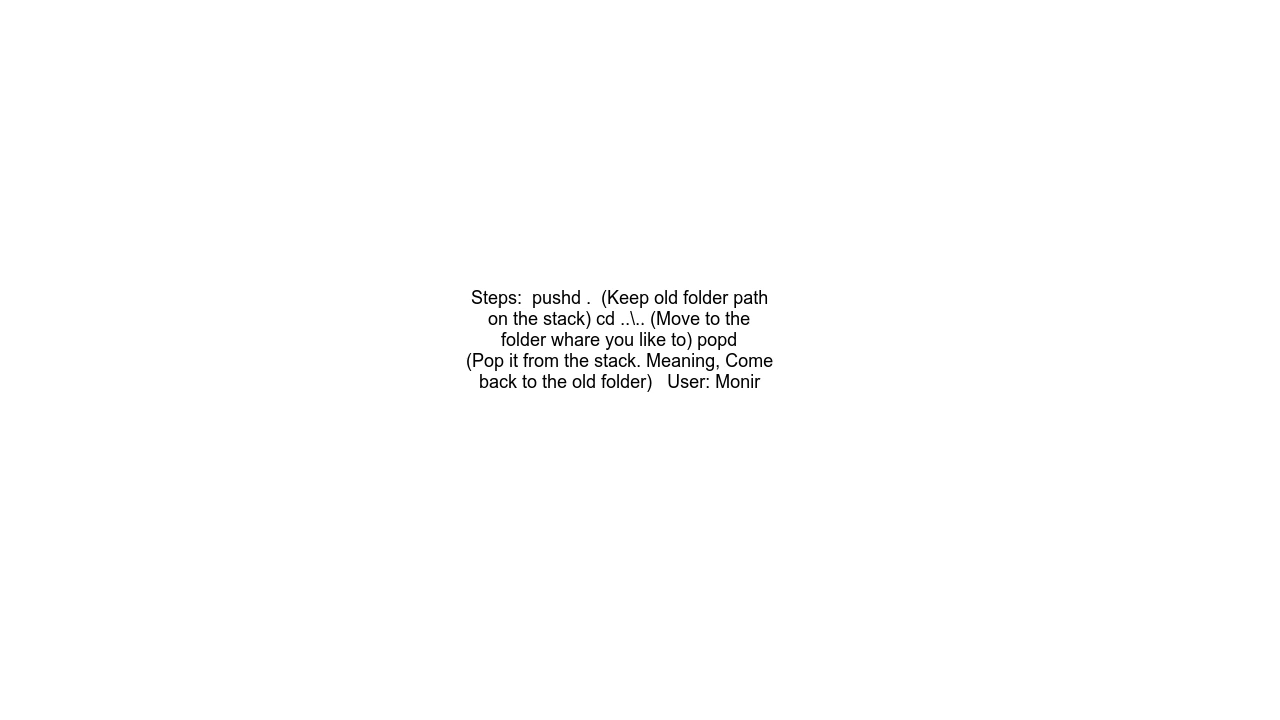 Steps:  pushd .  (Keep old folder path
on the stack) cd ..\.. (Move to the
folder whare you like to) popd
(Pop it from the stack. Meaning, Come
back to the old folder)   User: Monir